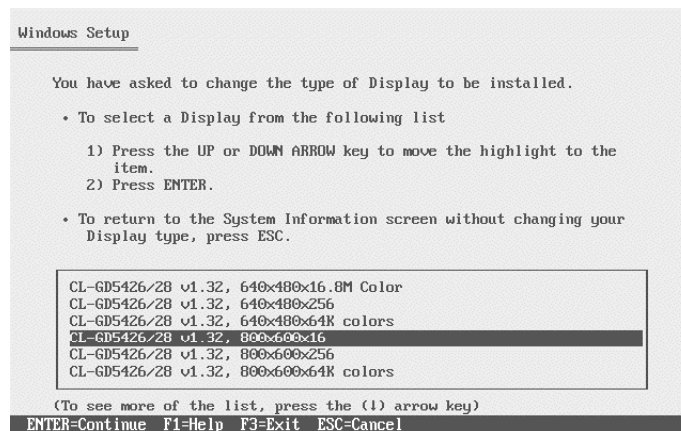 Windows Setup
You have asked to change the type of Display to be installed.
• To select a Display from the following list
1) Press the UP or DOWN ARROW key to move the highlight to the
item.
2) Press ENTER.
• To return to the System Information screen without changing your
Display type, press ESC.
CL-GD5426/28 v1.32, 640x480x16.8M Color
CL-GD5426/28 v1.32, 640x480x256
CL-GD5426/28 v1.32, 640x480x64K colors
CL-GD5426/28 v1.32, 800x600x16
CL-GD5426/28 v1.32, 800x600x256
CL-GD5426/28 v1.32, 800x600x64K colors
(To see more of the list, press the (↓) arrow key)
ENTER=Continue F1=Help F3=Exit ESC=Cancel